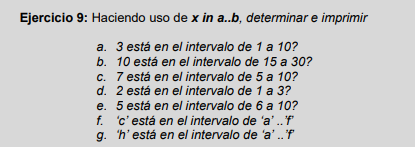 Ejercicio 9: Haciendo uso de x in a..b, determinar e imprimir
a. 3 está en el intervalo de 1 a 10?
b. 10 está en el intervalo de 15 a 30?
c. 7 está en el intervalo de 5 a 10?
d. 2 está en el intervalo de 1 a 3?
e. 5 está en el intervalo de 6 a 10?
f. ‘c’ está en el intervalo de ‘a’ ..’f’
g. ‘h’ está en el intervalo de ‘a’ ..’f’